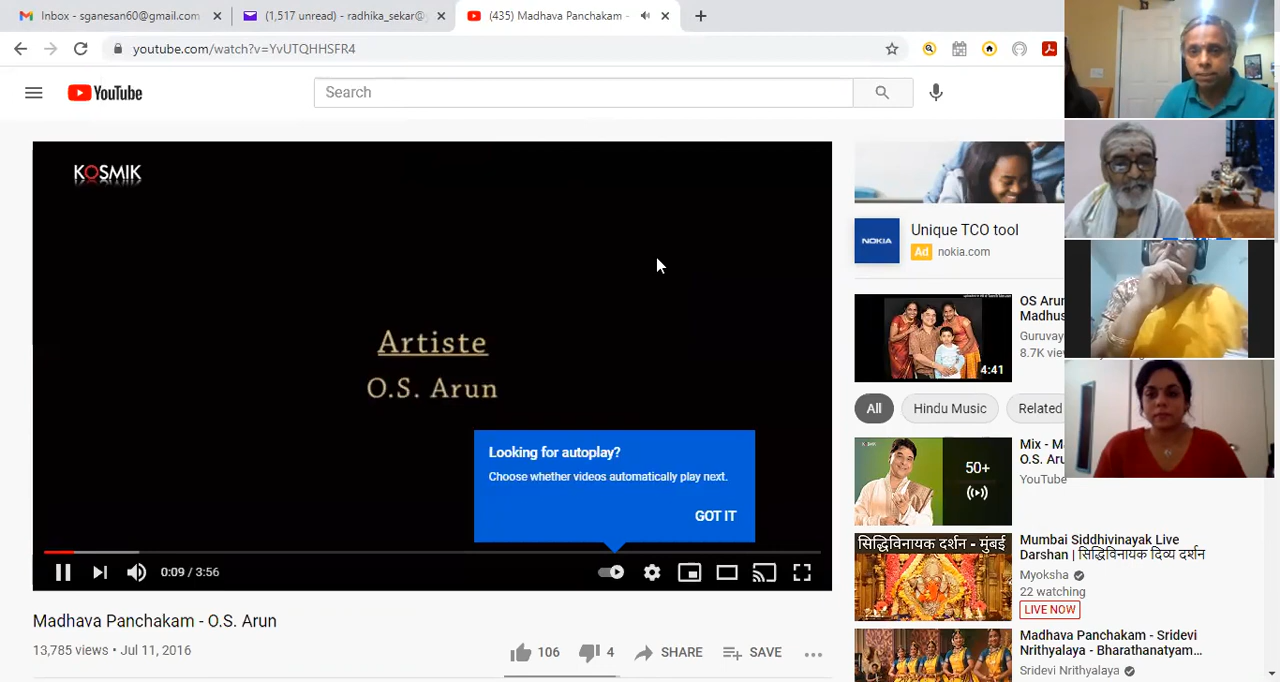 Inbox - sganesan60@gmail.com
(1,517 unread) - radhika_sekar@
(435) Madhava Panchakam -
youtube.com/watch?v=YvUTQHHSFR4
YouTube
Search
KOSMIK
Artiste
O.S. Arun
Looking for autoplay?
Choose whether videos automatically play next.
GOT IT
0:09 / 3:56
Madhava Panchakam - O.S. Arun
13,785 views • Jul 11, 2016
106
4
SHARE
SAVE
NOKIA
Unique TCO tool
Ad nokia.com
OS Arun
Madhus
Guruvay
8.7K vie
4:41
All
Hindu Music
Related
Mix - M
O.S. Aru
YouTube
50+
सिद्धिविनायक दर्शन - मुंबई
Mumbai Siddhivinayak Live
Darshan | सिद्धिविनायक दिव्य दर्शन
Myoksha
22 watching
LIVE NOW
Madhava Panchakam - Sridevi
Nrithyalaya - Bharathanatyam...
Sridevi Nrithyalaya